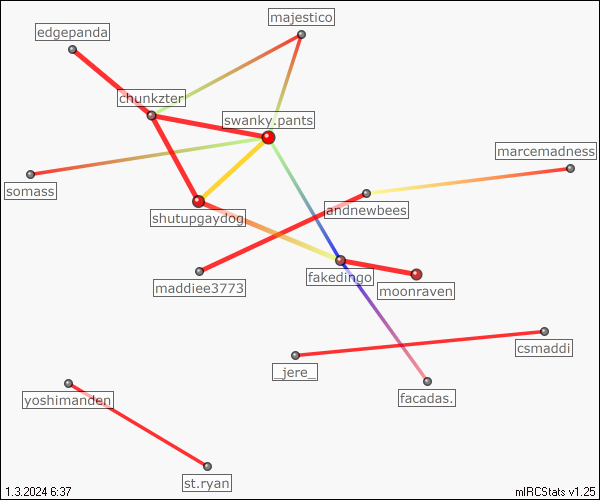 majestico
edgepanda
chunkzter
swanky.pants
marcemadness
somass
shutupgaydog
andnewbees
fakedingo
maddiee3773
moonraven
csmaddi
_jere_
facadas.
yoshimanden
st.ryan
1.3.2024 6:37
mIRCStats v1.25